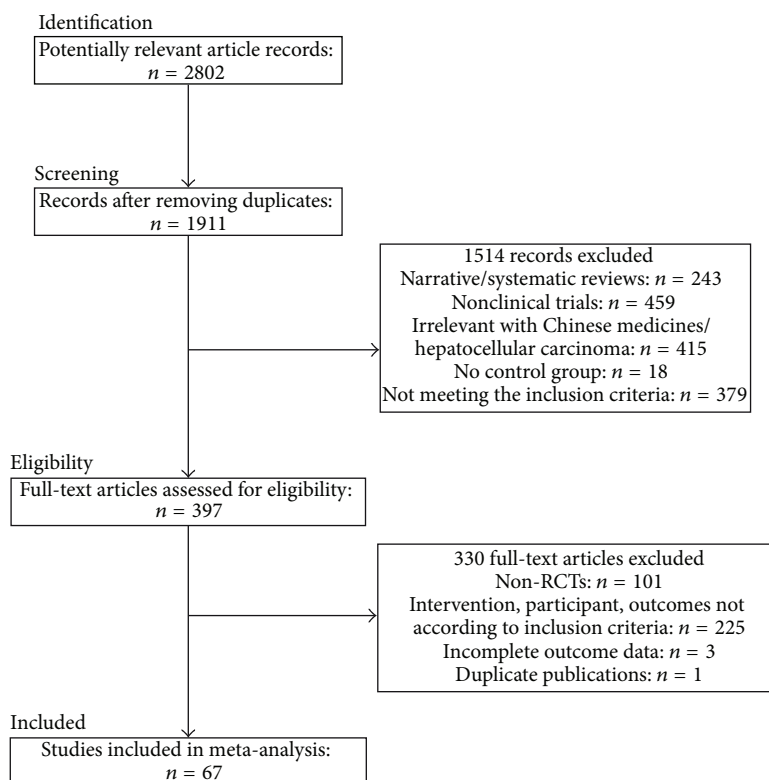 Identification
Potentially relevant article records:
n = 2802
Screening
Records after removing duplicates:
n = 1911
1514 records excluded
Narrative/systematic reviews: n = 243
Nonclinical trials: n = 459
Irrelevant with Chinese medicines/
hepatocellular carcinoma: n = 415
No control group: n = 18
Not meeting the inclusion criteria: n = 379
Eligibility
Full-text articles assessed for eligibility:
n = 397
330 full-text articles excluded
Non-RCTs: n = 101
Intervention, participant, outcomes not
according to inclusion criteria: n = 225
Incomplete outcome data: n = 3
Duplicate publications: n = 1
Included
Studies included in meta-analysis:
n = 67